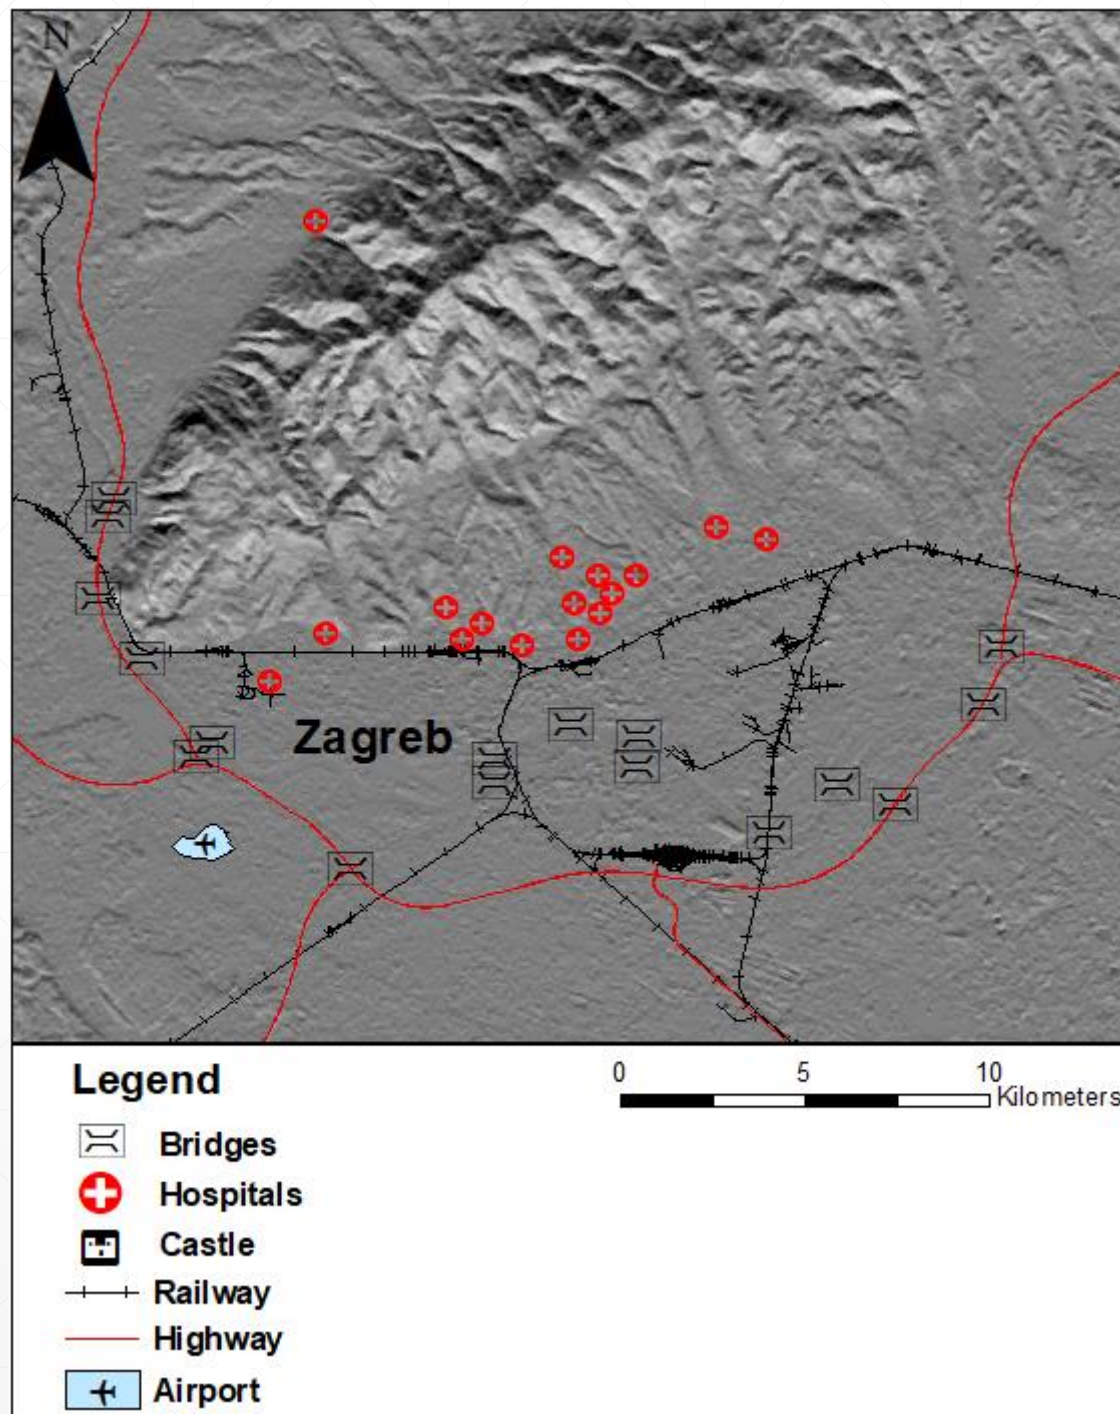 N
Zagreb
Legend
0 5 10
Kilometers
Bridges
Hospitals
Castle
Railway
Highway
Airport